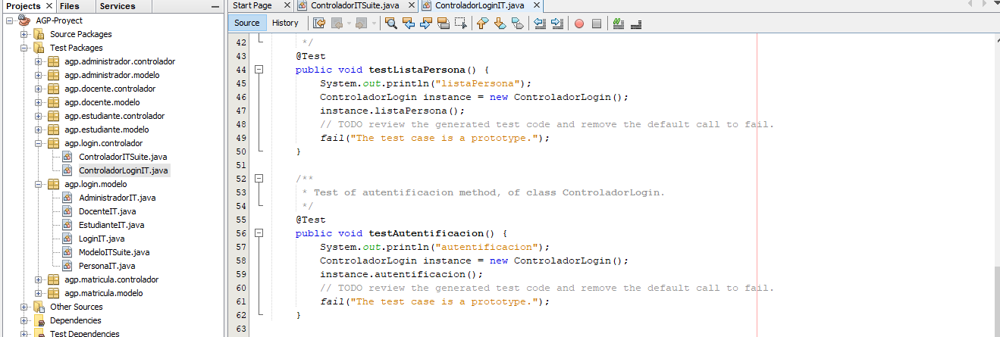 Projects Files Services
AGP-Proyect
Source Packages
Test Packages
agp.administrador.controlador
agp.administrador.modelo
agp.docente.controlador
agp.docente.modelo
agp.estudiante.controlador
agp.estudiante.modelo
agp.login.controlador
ControladorITSuite.java
ControladorLoginIT.java
agp.login.modelo
AdministradorIT.java
DocenteIT.java
EstudianteIT.java
LoginIT.java
ModeloITSuite.java
PersonaIT.java
agp.matricula.controlador
agp.matricula.modelo
Other Sources
Dependencies
Test Dependencies
Start Page ControladorITSuite.java ControladorLoginIT.java
Source History
42 */
43 @Test
44 public void testListaPersona() {
45 System.out.println("listaPersona");
46 ControladorLogin instance = new ControladorLogin();
47 instance.listaPersona();
48 // TODO review the generated test code and remove the default call to fail.
49 fail("The test case is a prototype.");
50 }
51
52 /**
53 * Test of autentificacion method, of class ControladorLogin.
54 */
55 @Test
56 public void testAutentificacion() {
57 System.out.println("autentificacion");
58 ControladorLogin instance = new ControladorLogin();
59 instance.autentificacion();
60 // TODO review the generated test code and remove the default call to fail.
61 fail("The test case is a prototype.");
62 }
63